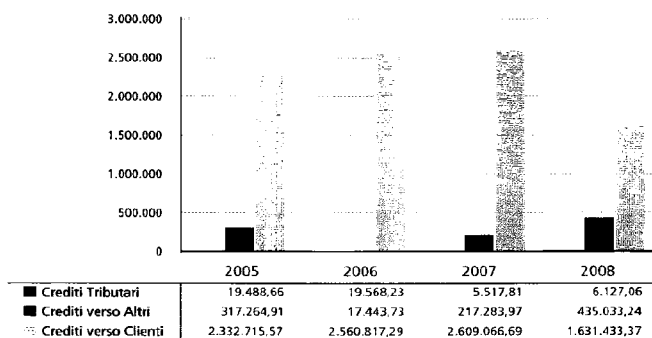 3.000.000
2.500.000
2.000.000
1.500.000
1.000.000
500.000
0
2005 2006 2007 2008
Crediti Tributari 19.488,66 19.568,23 5.517,81 6.127,06
Crediti verso Altri 317.264,91 17.443,73 217.283,97 435.033,24
Crediti verso Clienti 2.332.715,57 2.560.817,29 2.609.066,69 1.631.433,37